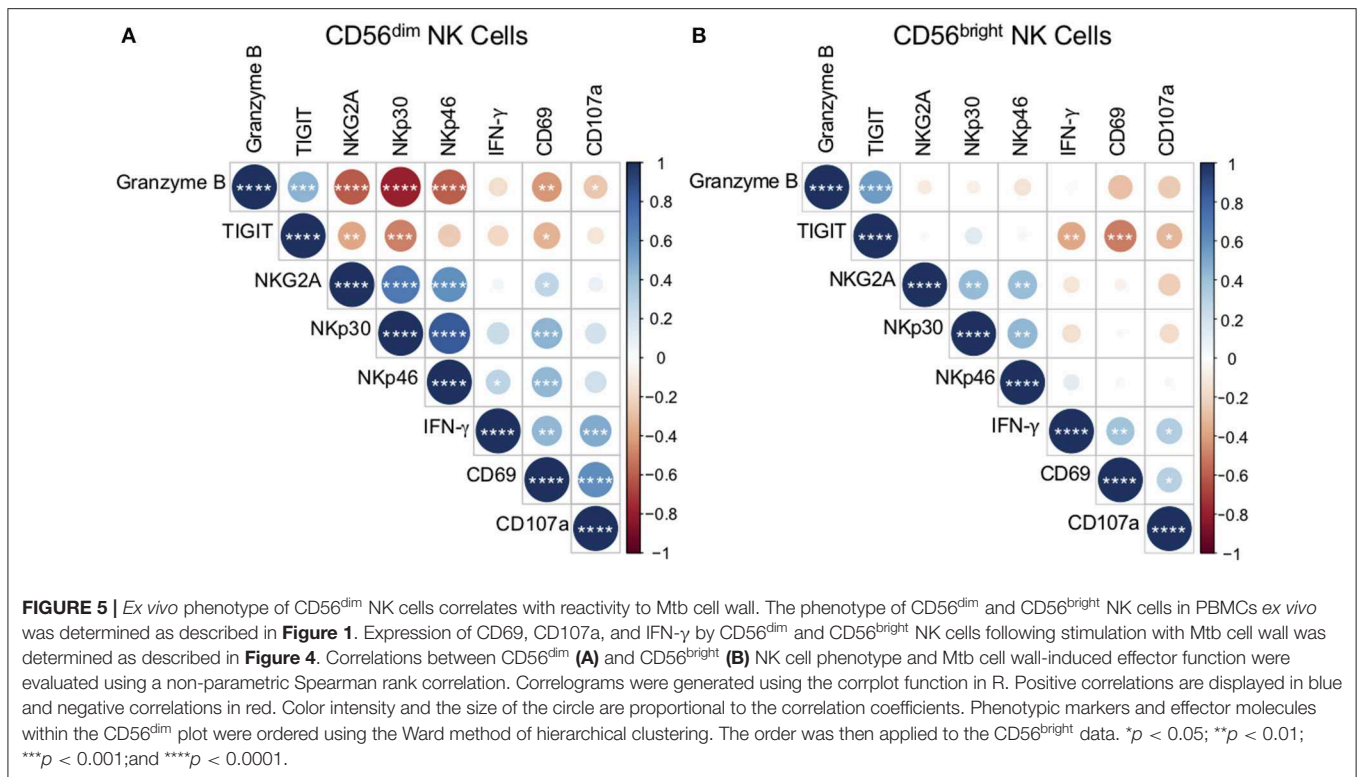 A
CD56dim NK Cells
Granzyme B
TIGIT
NKG2A
NKp30
NKp46
IFN-γ
CD69
CD107a
Granzyme B
**** *** **** **** **** ** *
TIGIT
**** ** *** *
NKG2A
**** **** **** *
NKp30
**** **** ***
NKp46
**** * ***
IFN-γ
**** ** ***
CD69
**** ****
CD107a
****
1
0.8
0.6
0.4
0.2
0
−0.2
−0.4
−0.6
−0.8
−1
B
CD56bright NK Cells
Granzyme B
TIGIT
NKG2A
NKp30
NKp46
IFN-γ
CD69
CD107a
Granzyme B
**** ****
TIGIT
**** ** *** *
NKG2A
**** ** **
NKp30
**** **
NKp46
****
IFN-γ
**** ** *
CD69
**** *
CD107a
****
1
0.8
0.6
0.4
0.2
0
−0.2
−0.4
−0.6
−0.8
−1
FIGURE 5 | Ex vivo phenotype of CD56dim NK cells correlates with reactivity to Mtb cell wall. The phenotype of CD56dim and CD56bright NK cells in PBMCs ex vivo
was determined as described in Figure 1. Expression of CD69, CD107a, and IFN-γ by CD56dim and CD56bright NK cells following stimulation with Mtb cell wall was
determined as described in Figure 4. Correlations between CD56dim (A) and CD56bright (B) NK cell phenotype and Mtb cell wall-induced effector function were
evaluated using a non-parametric Spearman rank correlation. Correlograms were generated using the corrplot function in R. Positive correlations are displayed in blue
and negative correlations in red. Color intensity and the size of the circle are proportional to the correlation coefficients. Phenotypic markers and effector molecules
within the CD56dim plot were ordered using the Ward method of hierarchical clustering. The order was then applied to the CD56bright data. *p < 0.05; **p < 0.01;
***p < 0.001;and ****p < 0.0001.